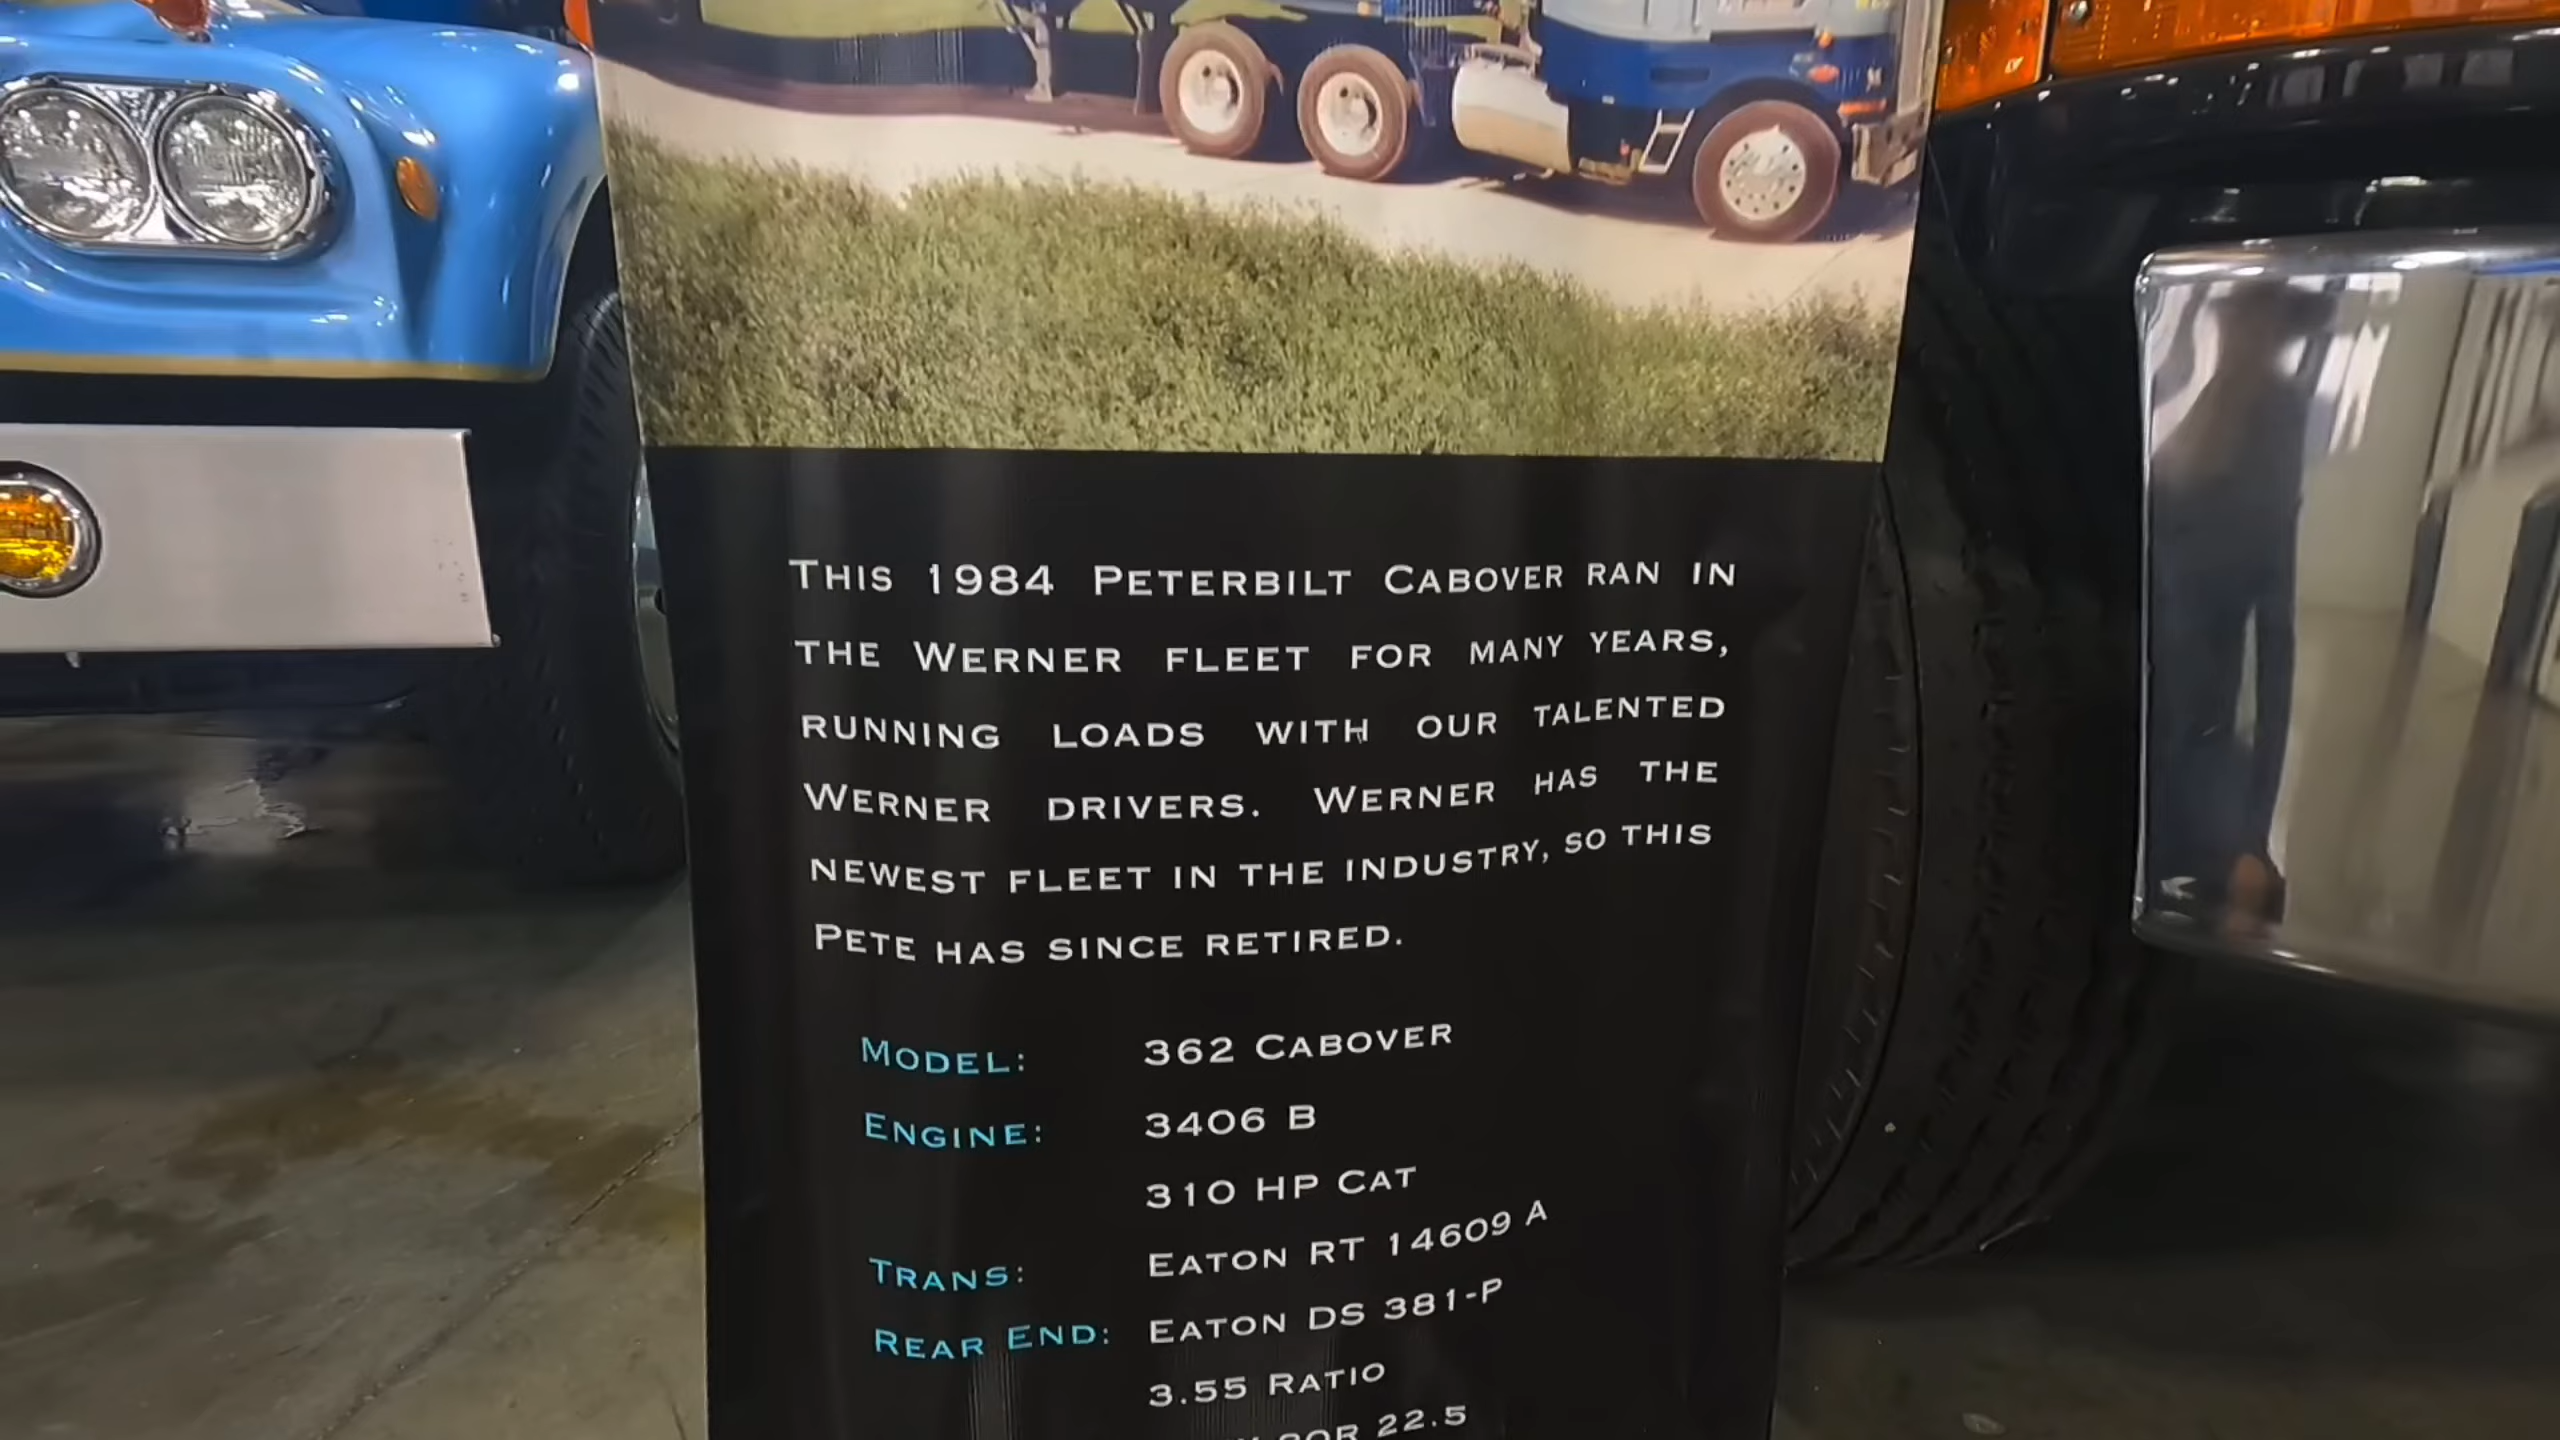 This 1984 Peterbilt Cabover ran in
the Werner fleet for many years,
running loads with our talented
Werner drivers. Werner has the
newest fleet in the industry, so this
Pete has since retired.
Model: 362 Cabover
Engine: 3406 B
310 HP Cat
Trans: Eaton RT 14609 A
Rear End: Eaton DS 381-P
3.55 Ratio
22.5